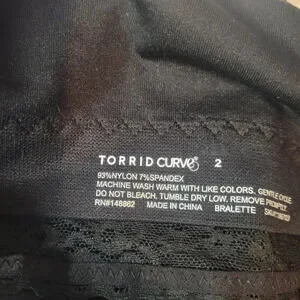 TORRID CURVE 2
93%NYLON 7%SPANDEX
MACHINE WASH WARM WITH LIKE COLORS. GENTLE CYCLE
DO NOT BLEACH. TUMBLE DRY LOW. REMOVE PROMPTLY
RN#148862 MADE IN CHINA BRALETTE